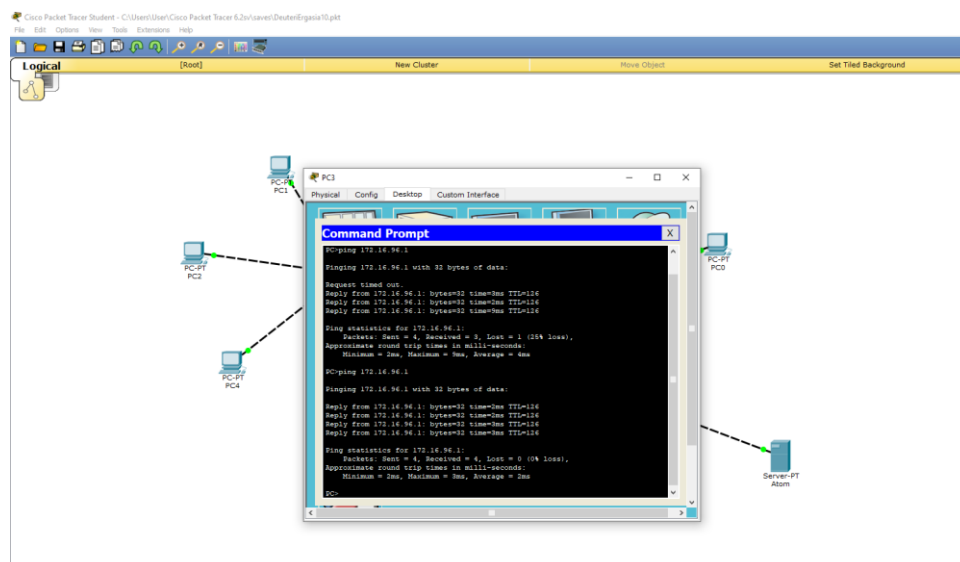 Cisco Packet Tracer Student - C:\Users\User\Cisco Packet Tracer 6.2sv\saves\DeuteriErgasia10.pkt
File Edit Options View Tools Extensions Help
Logical [Root] New Cluster Move Object Set Tiled Background
PC-PT
PC1
PC-PT
PC2
PC-PT
PC4
PC-PT
PC0
Server-PT
Atom
PC3
Physical Config Desktop Custom Interface
Command Prompt X
PC>ping 172.16.96.1
Pinging 172.16.96.1 with 32 bytes of data:
Request timed out.
Reply from 172.16.96.1: bytes=32 time=3ms TTL=126
Reply from 172.16.96.1: bytes=32 time=2ms TTL=126
Reply from 172.16.96.1: bytes=32 time=9ms TTL=126
Ping statistics for 172.16.96.1:
Packets: Sent = 4, Received = 3, Lost = 1 (25% loss),
Approximate round trip times in milli-seconds:
Minimum = 2ms, Maximum = 9ms, Average = 4ms
PC>ping 172.16.96.1
Pinging 172.16.96.1 with 32 bytes of data:
Reply from 172.16.96.1: bytes=32 time=2ms TTL=126
Reply from 172.16.96.1: bytes=32 time=2ms TTL=126
Reply from 172.16.96.1: bytes=32 time=3ms TTL=126
Reply from 172.16.96.1: bytes=32 time=3ms TTL=126
Ping statistics for 172.16.96.1:
Packets: Sent = 4, Received = 4, Lost = 0 (0% loss),
Approximate round trip times in milli-seconds:
Minimum = 2ms, Maximum = 3ms, Average = 2ms
PC>